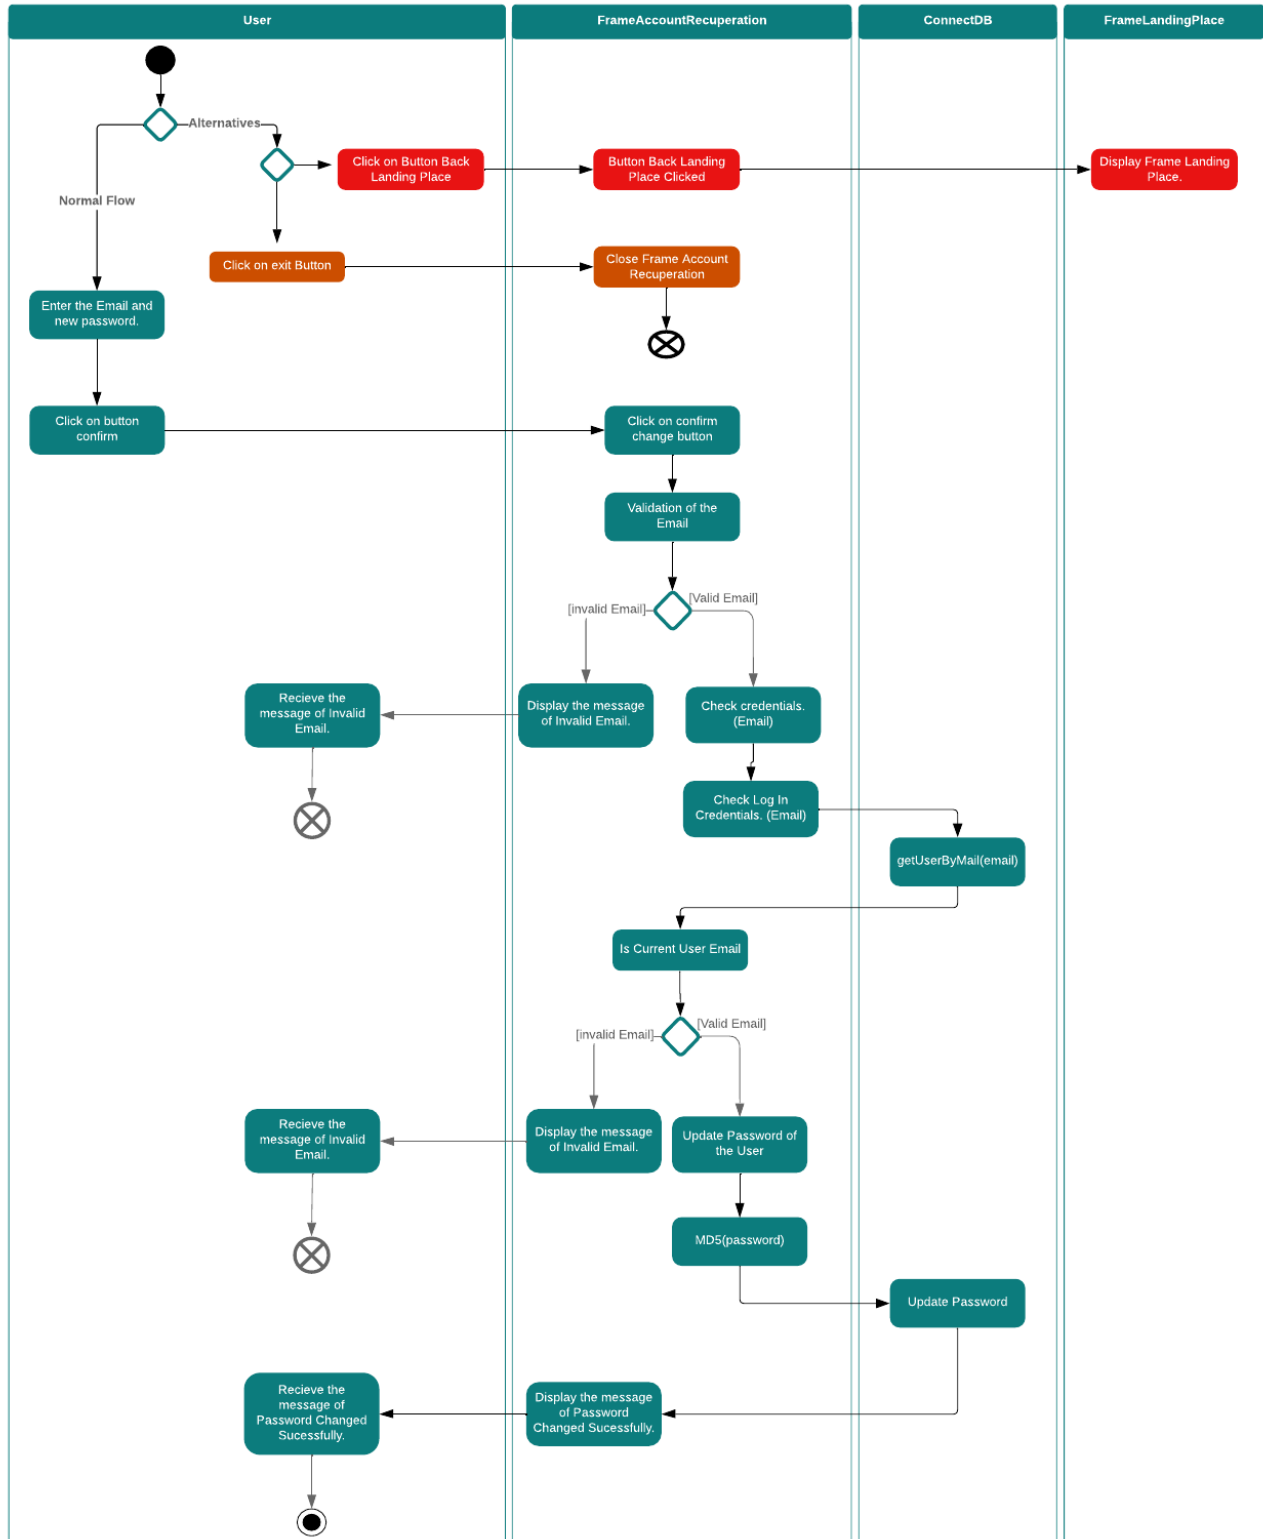 User
FrameAccountRecuperation
ConnectDB
FrameLandingPlace
Alternatives
Click on Button Back
Landing Place
Button Back Landing
Place Clicked
Display Frame Landing
Place.
Normal Flow
Click on exit Button
Close Frame Account
Recuperation
Enter the Email and
new password.
Click on button
confirm
Click on confirm
change button
Validation of the
Email
[invalid Email]
[Valid Email]
Recieve the
message of Invalid
Email.
Display the message
of Invalid Email.
Check credentials.
(Email)
Check Log In
Credentials. (Email)
getUserByMail(email)
Is Current User Email
[invalid Email]
[Valid Email]
Recieve the
message of Invalid
Email.
Display the message
of Invalid Email.
Update Password of
the User
MD5(password)
Update Password
Recieve the
message of
Password Changed
Sucessfully.
Display the message
of Password
Changed Sucessfully.